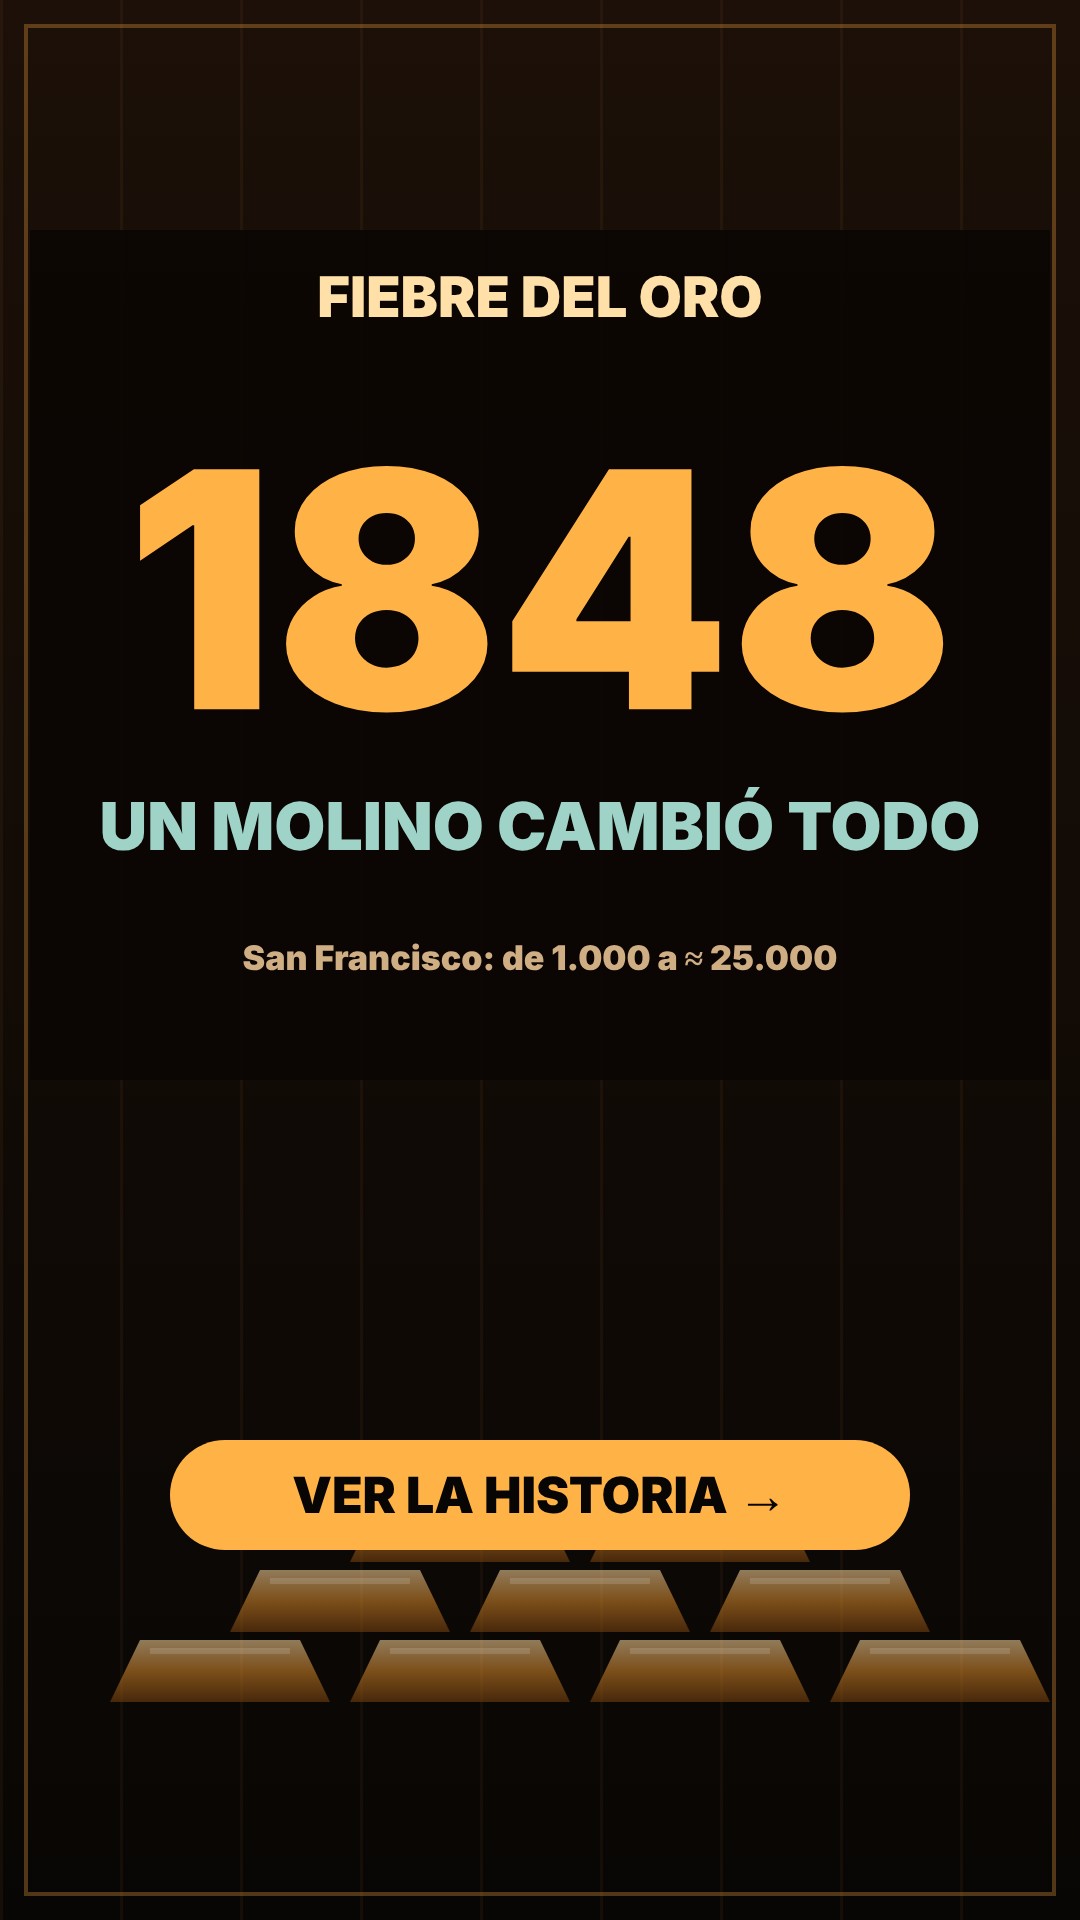 FIEBRE DEL ORO
1848
UN MOLINO CAMBIÓ TODO
San Francisco: de 1.000 a ≈ 25.000
VER LA HISTORIA →